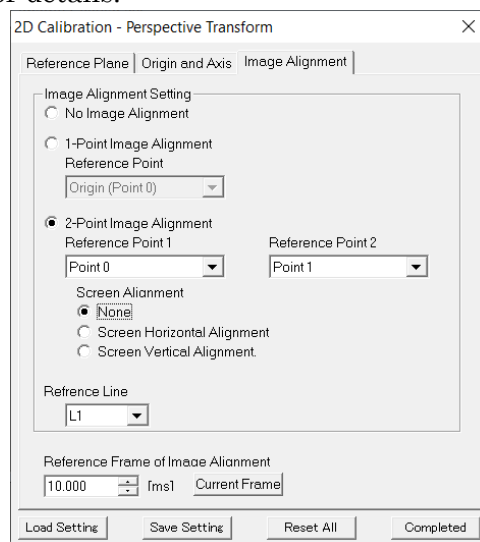 or details.
2D Calibration - Perspective Transform
Reference Plane Origin and Axis Image Alignment
Image Alignment Setting
No Image Alignment
1-Point Image Alignment
Reference Point
Origin (Point 0)
2-Point Image Alignment
Reference Point 1 Reference Point 2
Point 0 Point 1
Screen Alignment
None
Screen Horizontal Alignment
Screen Vertical Alignment.
Refrence Line
L1
Reference Frame of Image Alignment
10.000 [ms] Current Frame
Load Setting Save Setting Reset All Completed